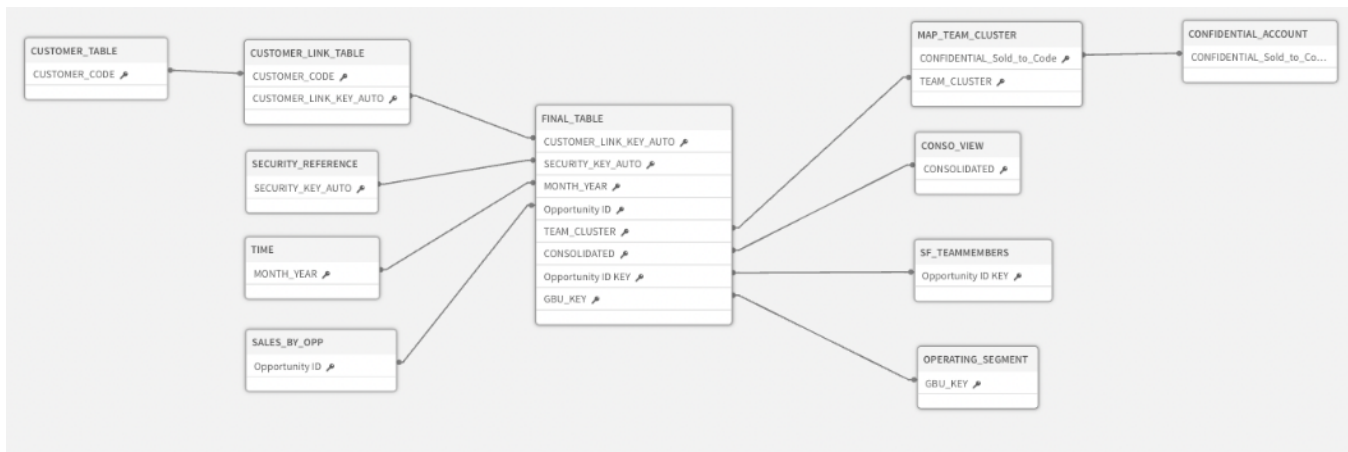 CUSTOMER_TABLE
CUSTOMER_CODE
CUSTOMER_LINK_TABLE
CUSTOMER_CODE
CUSTOMER_LINK_KEY_AUTO
SECURITY_REFERENCE
SECURITY_KEY_AUTO
TIME
MONTH_YEAR
SALES_BY_OPP
Opportunity ID
FINAL_TABLE
CUSTOMER_LINK_KEY_AUTO
SECURITY_KEY_AUTO
MONTH_YEAR
Opportunity ID
TEAM_CLUSTER
CONSOLIDATED
Opportunity ID KEY
GBU_KEY
MAP_TEAM_CLUSTER
CONFIDENTIAL_Sold_to_Code
TEAM_CLUSTER
CONSO_VIEW
CONSOLIDATED
SF_TEAMMEMBERS
Opportunity ID KEY
OPERATING_SEGMENT
GBU_KEY
CONFIDENTIAL_ACCOUNT
CONFIDENTIAL_Sold_to_Co...